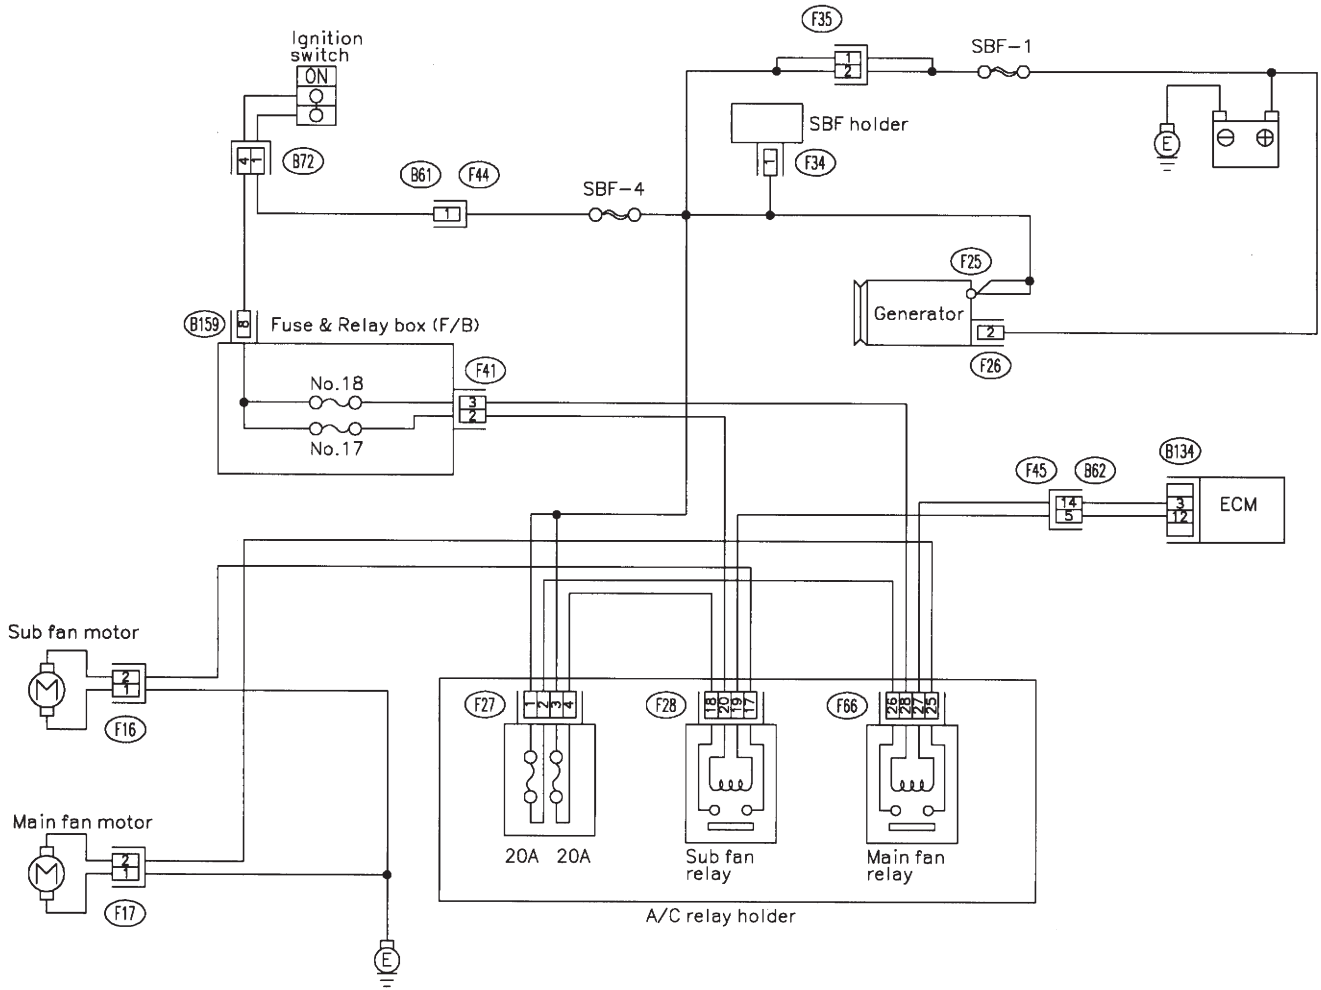 F35
Ignition
switch
SBF-1
ON
1
2
SBF holder
E
4 1
B72
1
F34
B61
F44
SBF-4
1
F25
B159
8
Fuse & Relay box (F/B)
Generator
2
F26
F41
No.18
3
2
No.17
B134
F45
B62
14
5
3
12
ECM
Sub fan motor
M
2
1
F16
F27
1 2 3 4
F28
18 20 19 17
F66
26 28 27 25
Main fan motor
M
2
1
F17
20A 20A
Sub fan
relay
Main fan
relay
A/C relay holder
E